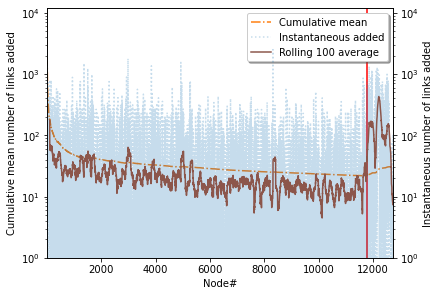 Cumulative mean
Instantaneous added
Rolling 100 average
Cumulative mean number of links added
10⁴
10³
10²
10¹
10⁰
10⁴
10³
10²
10¹
10⁰
Instantaneous number of links added
2000 4000 6000 8000 10000 12000
Node#